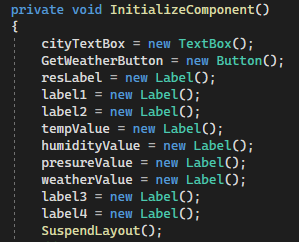 private void InitializeComponent()
{
cityTextBox = new TextBox();
GetWeatherButton = new Button();
resLabel = new Label();
label1 = new Label();
label2 = new Label();
tempValue = new Label();
humidityValue = new Label();
presureValue = new Label();
weatherValue = new Label();
label3 = new Label();
label4 = new Label();
SuspendLayout();